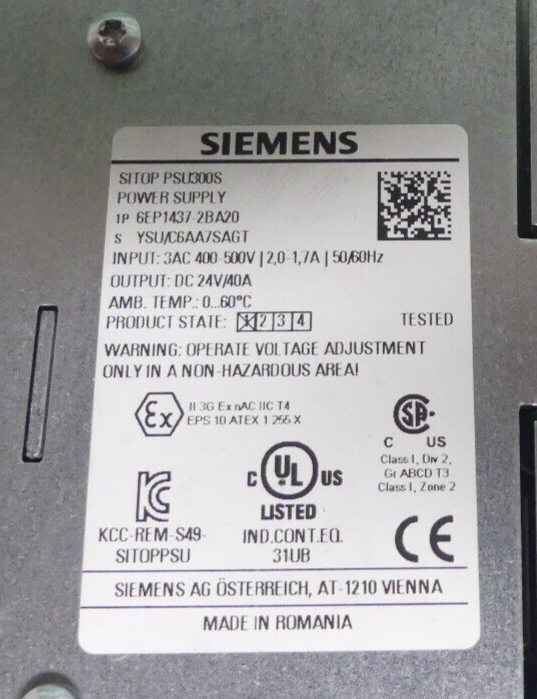 SIEMENS
SITOP PSU300S
POWER SUPPLY
1P 6EP1437-2BA20
S YSU/C6AA7SAGT
INPUT: 3AC 400-500V | 2,0-1,7A | 50/60Hz
OUTPUT: DC 24V/40A
AMB. TEMP.: 0...60°C
PRODUCT STATE: X 2 3 4 TESTED
WARNING: OPERATE VOLTAGE ADJUSTMENT
ONLY IN A NON-HAZARDOUS AREA!
Ex II 3G Ex nAC IIC T4
EPS 10 ATEX 1 255 X
SA
C US
Class I, Div 2,
Gr ABCD T3
Class I, Zone 2
C UL US
LISTED
IND.CONT.EQ.
31UB
KC
KCC-REM-S49-
SITOPPSU
CE
SIEMENS AG ÖSTERREICH, AT-1210 VIENNA
MADE IN ROMANIA